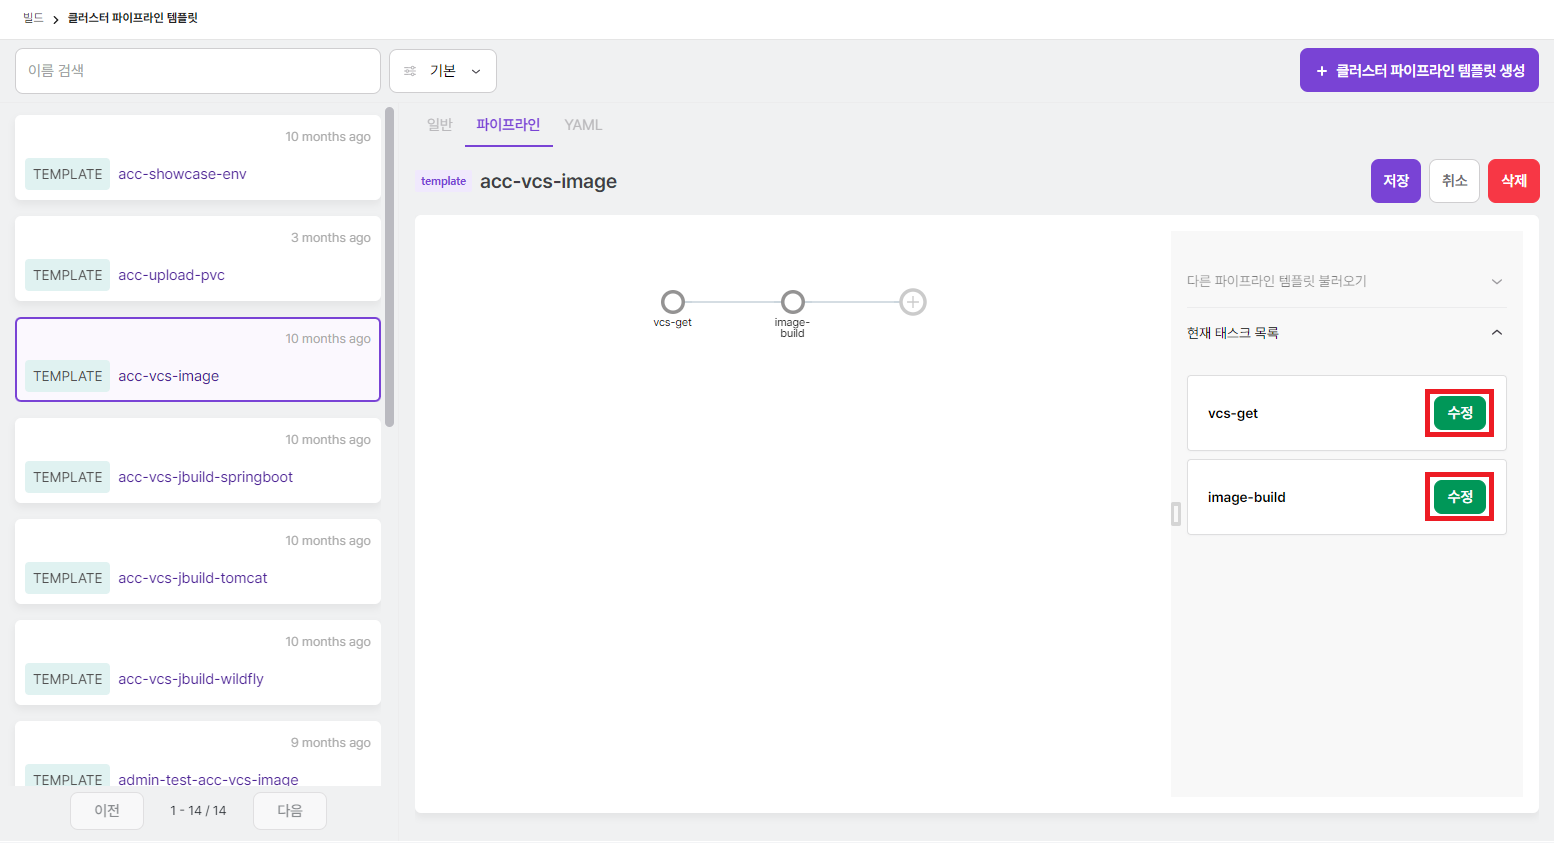 빌드 > 클러스터 파이프라인 템플릿
이름 검색
기본
+ 클러스터 파이프라인 템플릿 생성
10 months ago
TEMPLATE acc-showcase-env
3 months ago
TEMPLATE acc-upload-pvc
10 months ago
TEMPLATE acc-vcs-image
10 months ago
TEMPLATE acc-vcs-jbuild-springboot
10 months ago
TEMPLATE acc-vcs-jbuild-tomcat
10 months ago
TEMPLATE acc-vcs-jbuild-wildfly
9 months ago
TEMPLATE admin-test-acc-vcs-image
이전 1 - 14 / 14 다음
일반 파이프라인 YAML
template acc-vcs-image
저장 취소 삭제
vcs-get
image-
build
다른 파이프라인 템플릿 불러오기
현재 태스크 목록
vcs-get 수정
image-build 수정